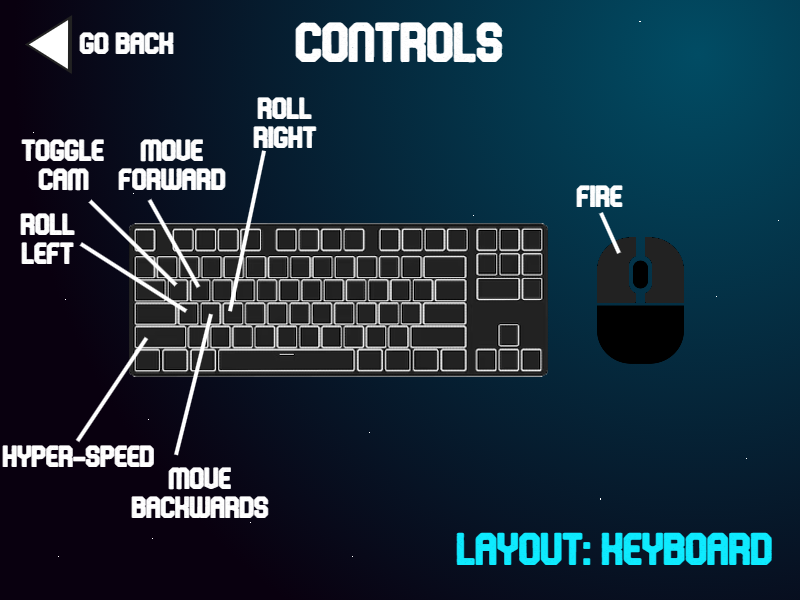 GO BACK
CONTROLS
ROLL
RIGHT
TOGGLE
CAM
MOVE
FORWARD
ROLL
LEFT
FIRE
HYPER-SPEED
MOVE
BACKWARDS
LAYOUT: KEYBOARD